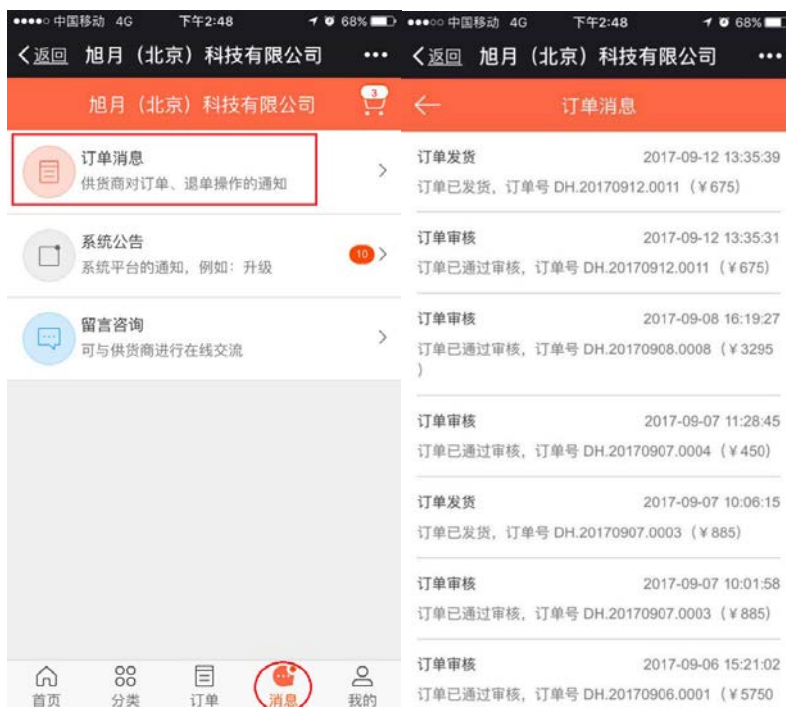 中国移动 4G 下午2:48 68%
返回 旭月（北京）科技有限公司
旭月（北京）科技有限公司 3
订单消息
供货商对订单、退单操作的通知
系统公告
系统平台的通知，例如：升级
10
留言咨询
可与供货商进行在线交流
首页 分类 订单 消息 我的
中国移动 4G 下午2:48 68%
返回 旭月（北京）科技有限公司
订单消息
订单发货 2017-09-12 13:35:39
订单已发货，订单号 DH.20170912.0011（￥675）
订单审核 2017-09-12 13:35:31
订单已通过审核，订单号 DH.20170912.0011（￥675）
订单审核 2017-09-08 16:19:27
订单已通过审核，订单号 DH.20170908.0008（￥3295
）
订单审核 2017-09-07 11:28:45
订单已通过审核，订单号 DH.20170907.0004（￥450）
订单发货 2017-09-07 10:06:15
订单已发货，订单号 DH.20170907.0003（￥885）
订单审核 2017-09-07 10:01:58
订单已通过审核，订单号 DH.20170907.0003（￥885）
订单审核 2017-09-06 15:21:02
订单已通过审核，订单号 DH.20170906.0001（￥5750